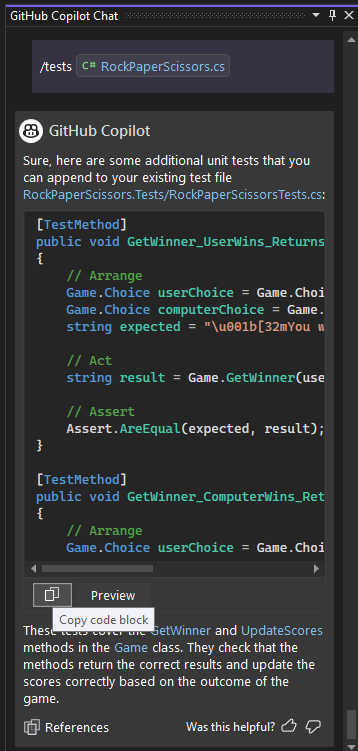 GitHub Copilot Chat
/tests C# RockPaperScissors.cs
GitHub Copilot
Sure, here are some additional unit tests that you
can append to your existing test file
RockPaperScissors.Tests/RockPaperScissorsTests.cs:
[TestMethod]
public void GetWinner_UserWins_Returns
{
// Arrange
Game.Choice userChoice = Game.Choi
Game.Choice computerChoice = Game.
string expected = "\u001b[32mYou w
// Act
string result = Game.GetWinner(use
// Assert
Assert.AreEqual(expected, result);
}
[TestMethod]
public void GetWinner_ComputerWins_Ret
{
// Arrange
Game.Choice userChoice = Game.Choi
Preview
Copy code block
These tests cover the GetWinner and UpdateScores
methods in the Game class. They check that the
methods return the correct results and update the
scores correctly based on the outcome of the
game.
References Was this helpful?